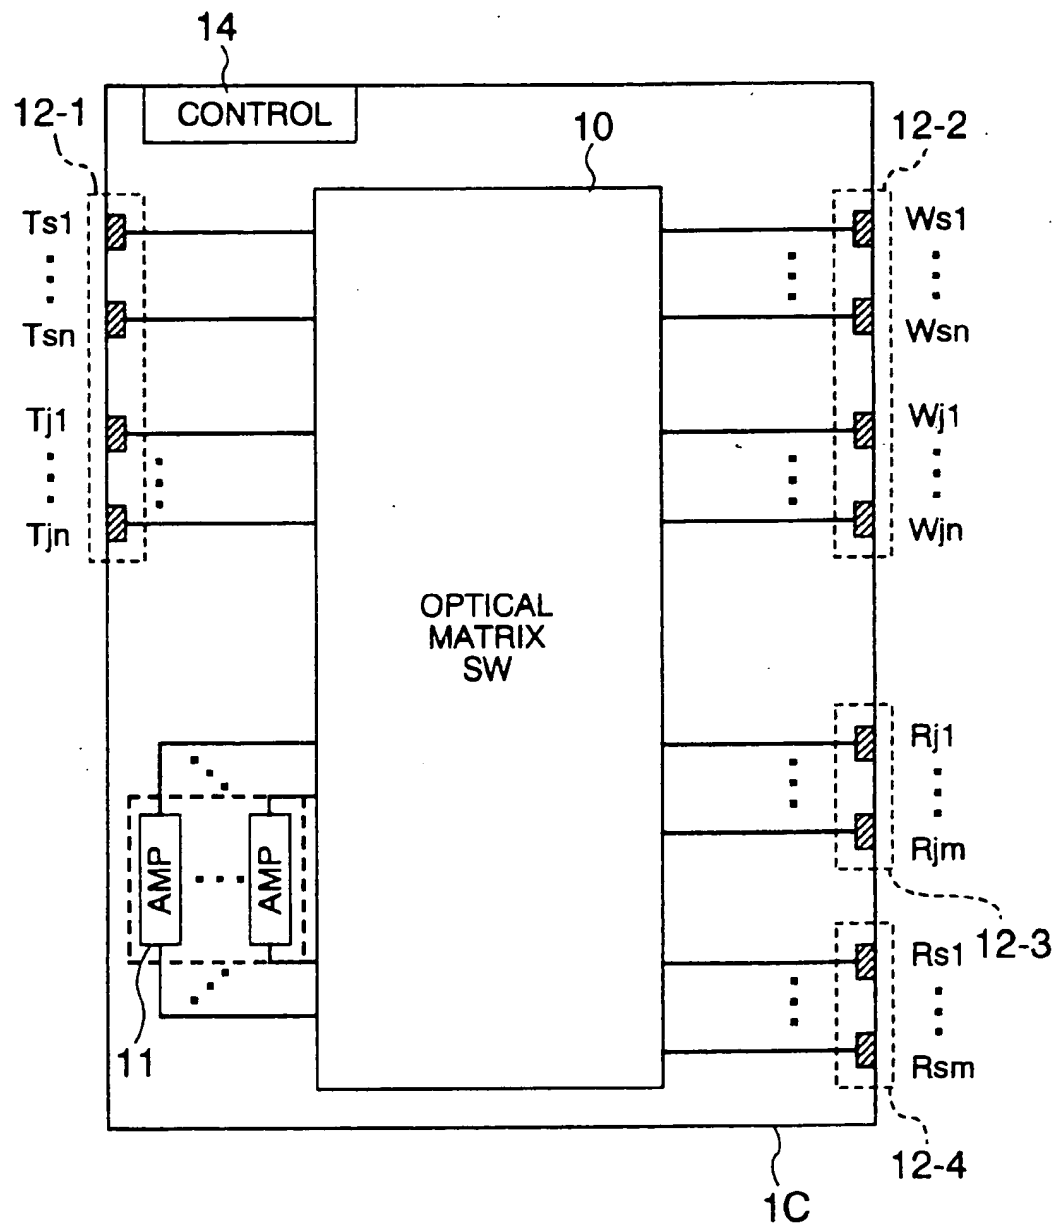 14
CONTROL
12-1
10
12-2
Ts1
Tsn
Tj1
Tjn
Ws1
Wsn
Wj1
Wjn
OPTICAL
MATRIX
SW
Rj1
Rjm
12-3
AMP
AMP
11
Rs1
Rsm
12-4
1C